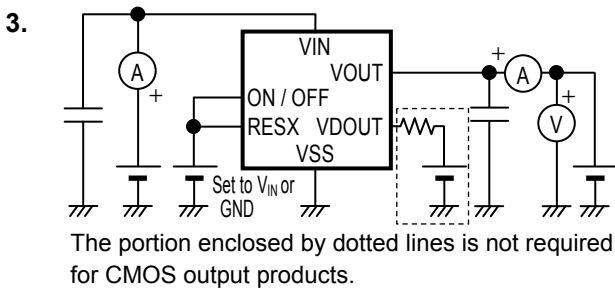 3.
VIN
VOUT
ON / OFF
RESX VDOUT
VSS
A
+
+
A
+
V
Set to VIN or
GND
The portion enclosed by dotted lines is not required
for CMOS output products.